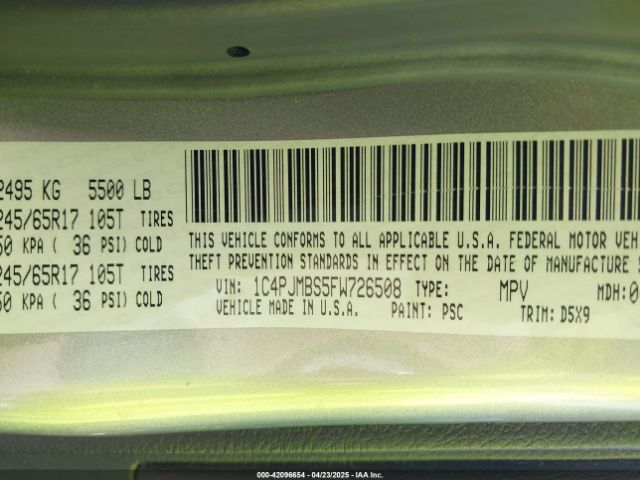 2495 KG 5500 LB
245/65R17 105T TIRES
50 KPA ( 36 PSI) COLD
245/65R17 105T TIRES
50 KPA ( 36 PSI) COLD
THIS VEHICLE CONFORMS TO ALL APPLICABLE U.S.A. FEDERAL MOTOR VEH
THEFT PREVENTION STANDARDS IN EFFECT ON THE DATE OF MANUFACTURE S
VIN: 1C4PJMBS5FW726508 TYPE: MPV MDH: 0
VEHICLE MADE IN U.S.A. PAINT: PSC TRIM: D5X9
000-42096654 - 04/23/2025 - IAA Inc.